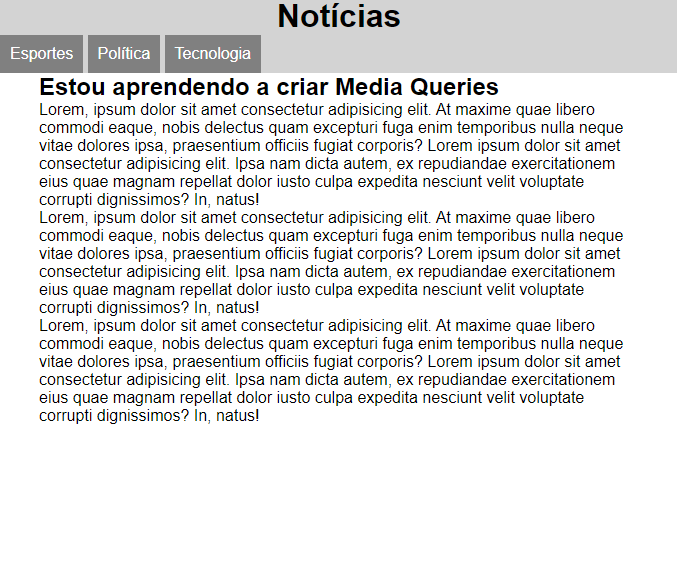 Notícias
Esportes Política Tecnologia
Estou aprendendo a criar Media Queries
Lorem, ipsum dolor sit amet consectetur adipisicing elit. At maxime quae libero
commodi eaque, nobis delectus quam excepturi fuga enim temporibus nulla neque
vitae dolores ipsa, praesentium officiis fugiat corporis? Lorem ipsum dolor sit amet
consectetur adipisicing elit. Ipsa nam dicta autem, ex repudiandae exercitationem
eius quae magnam repellat dolor iusto culpa expedita nesciunt velit voluptate
corrupti dignissimos? In, natus!
Lorem, ipsum dolor sit amet consectetur adipisicing elit. At maxime quae libero
commodi eaque, nobis delectus quam excepturi fuga enim temporibus nulla neque
vitae dolores ipsa, praesentium officiis fugiat corporis? Lorem ipsum dolor sit amet
consectetur adipisicing elit. Ipsa nam dicta autem, ex repudiandae exercitationem
eius quae magnam repellat dolor iusto culpa expedita nesciunt velit voluptate
corrupti dignissimos? In, natus!
Lorem, ipsum dolor sit amet consectetur adipisicing elit. At maxime quae libero
commodi eaque, nobis delectus quam excepturi fuga enim temporibus nulla neque
vitae dolores ipsa, praesentium officiis fugiat corporis? Lorem ipsum dolor sit amet
consectetur adipisicing elit. Ipsa nam dicta autem, ex repudiandae exercitationem
eius quae magnam repellat dolor iusto culpa expedita nesciunt velit voluptate
corrupti dignissimos? In, natus!